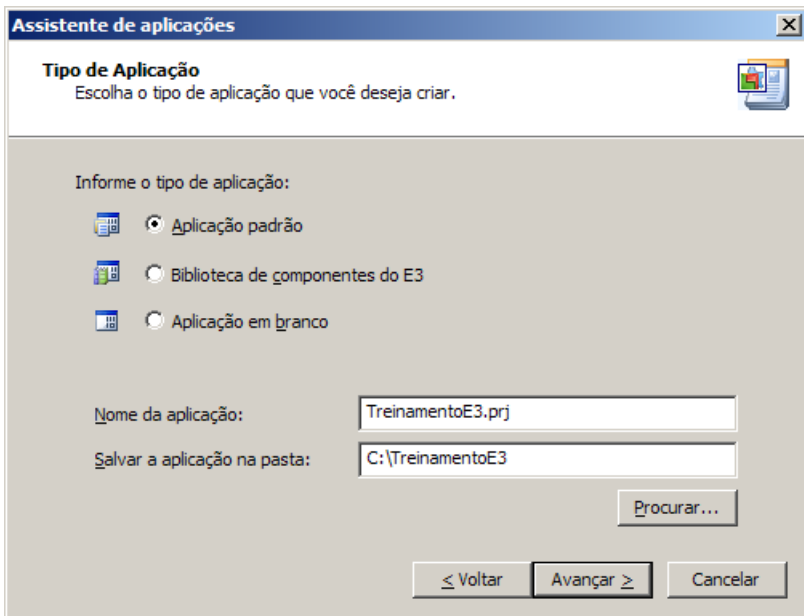 Assistente de aplicações
Tipo de Aplicação
Escolha o tipo de aplicação que você deseja criar.
Informe o tipo de aplicação:
Aplicação padrão
Biblioteca de componentes do E3
Aplicação em branco
Nome da aplicação: TreinamentoE3.prj
Salvar a aplicação na pasta: C:\TreinamentoE3
Procurar...
< Voltar Avançar > Cancelar